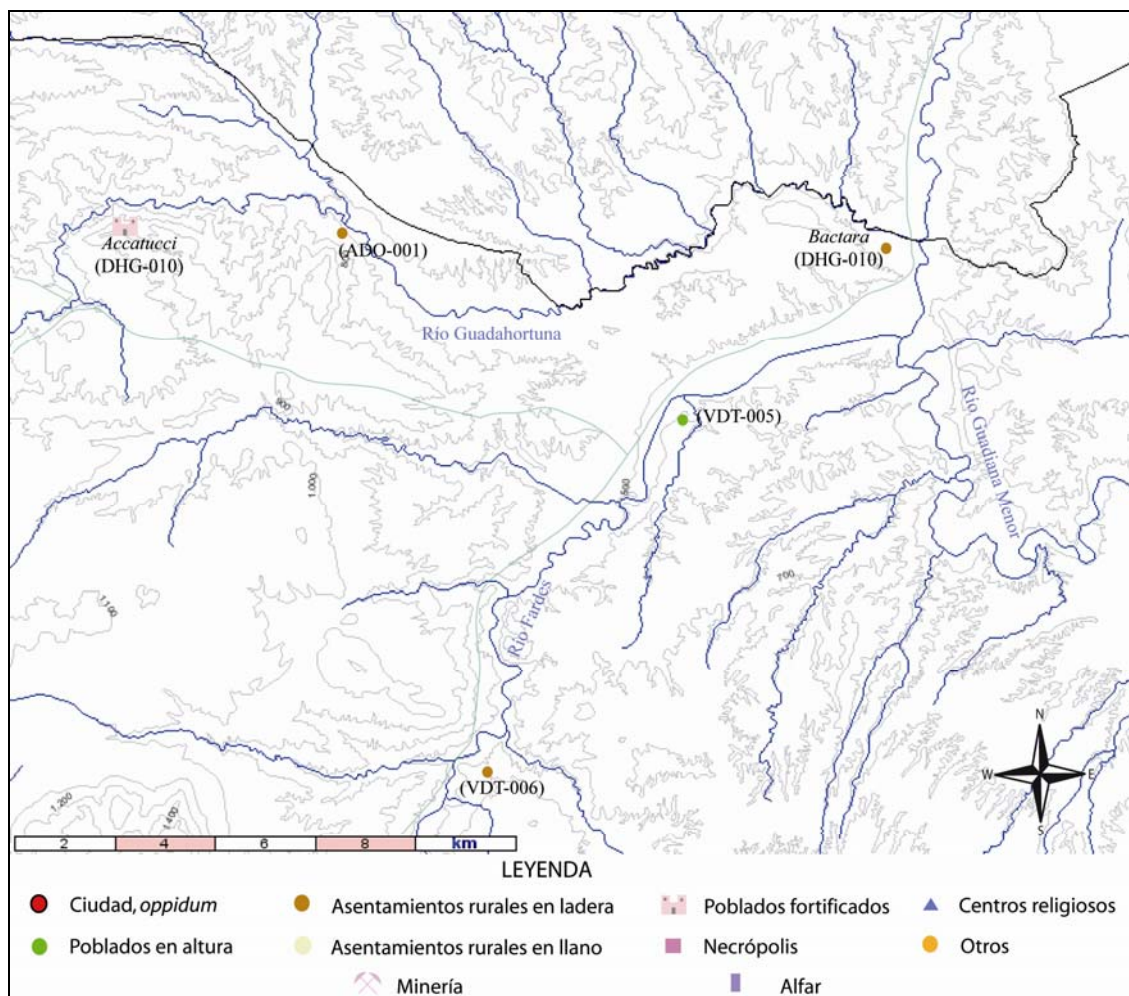 Accatucci
(DHG-010)
(ADO-001)
800
Bactara
(DHG-010)
Río Guadahortuna
900
(VDT-005)
Río Guadiana Menor
1.000
500
700
1.100
Río Fardes
N
W
E
S
(VDT-006)
1.200
1.400
2 4 6 8 km
LEYENDA
Ciudad, oppidum
Asentamientos rurales en ladera
Poblados fortificados
Centros religiosos
Poblados en altura
Asentamientos rurales en llano
Necrópolis
Otros
Minería
Alfar